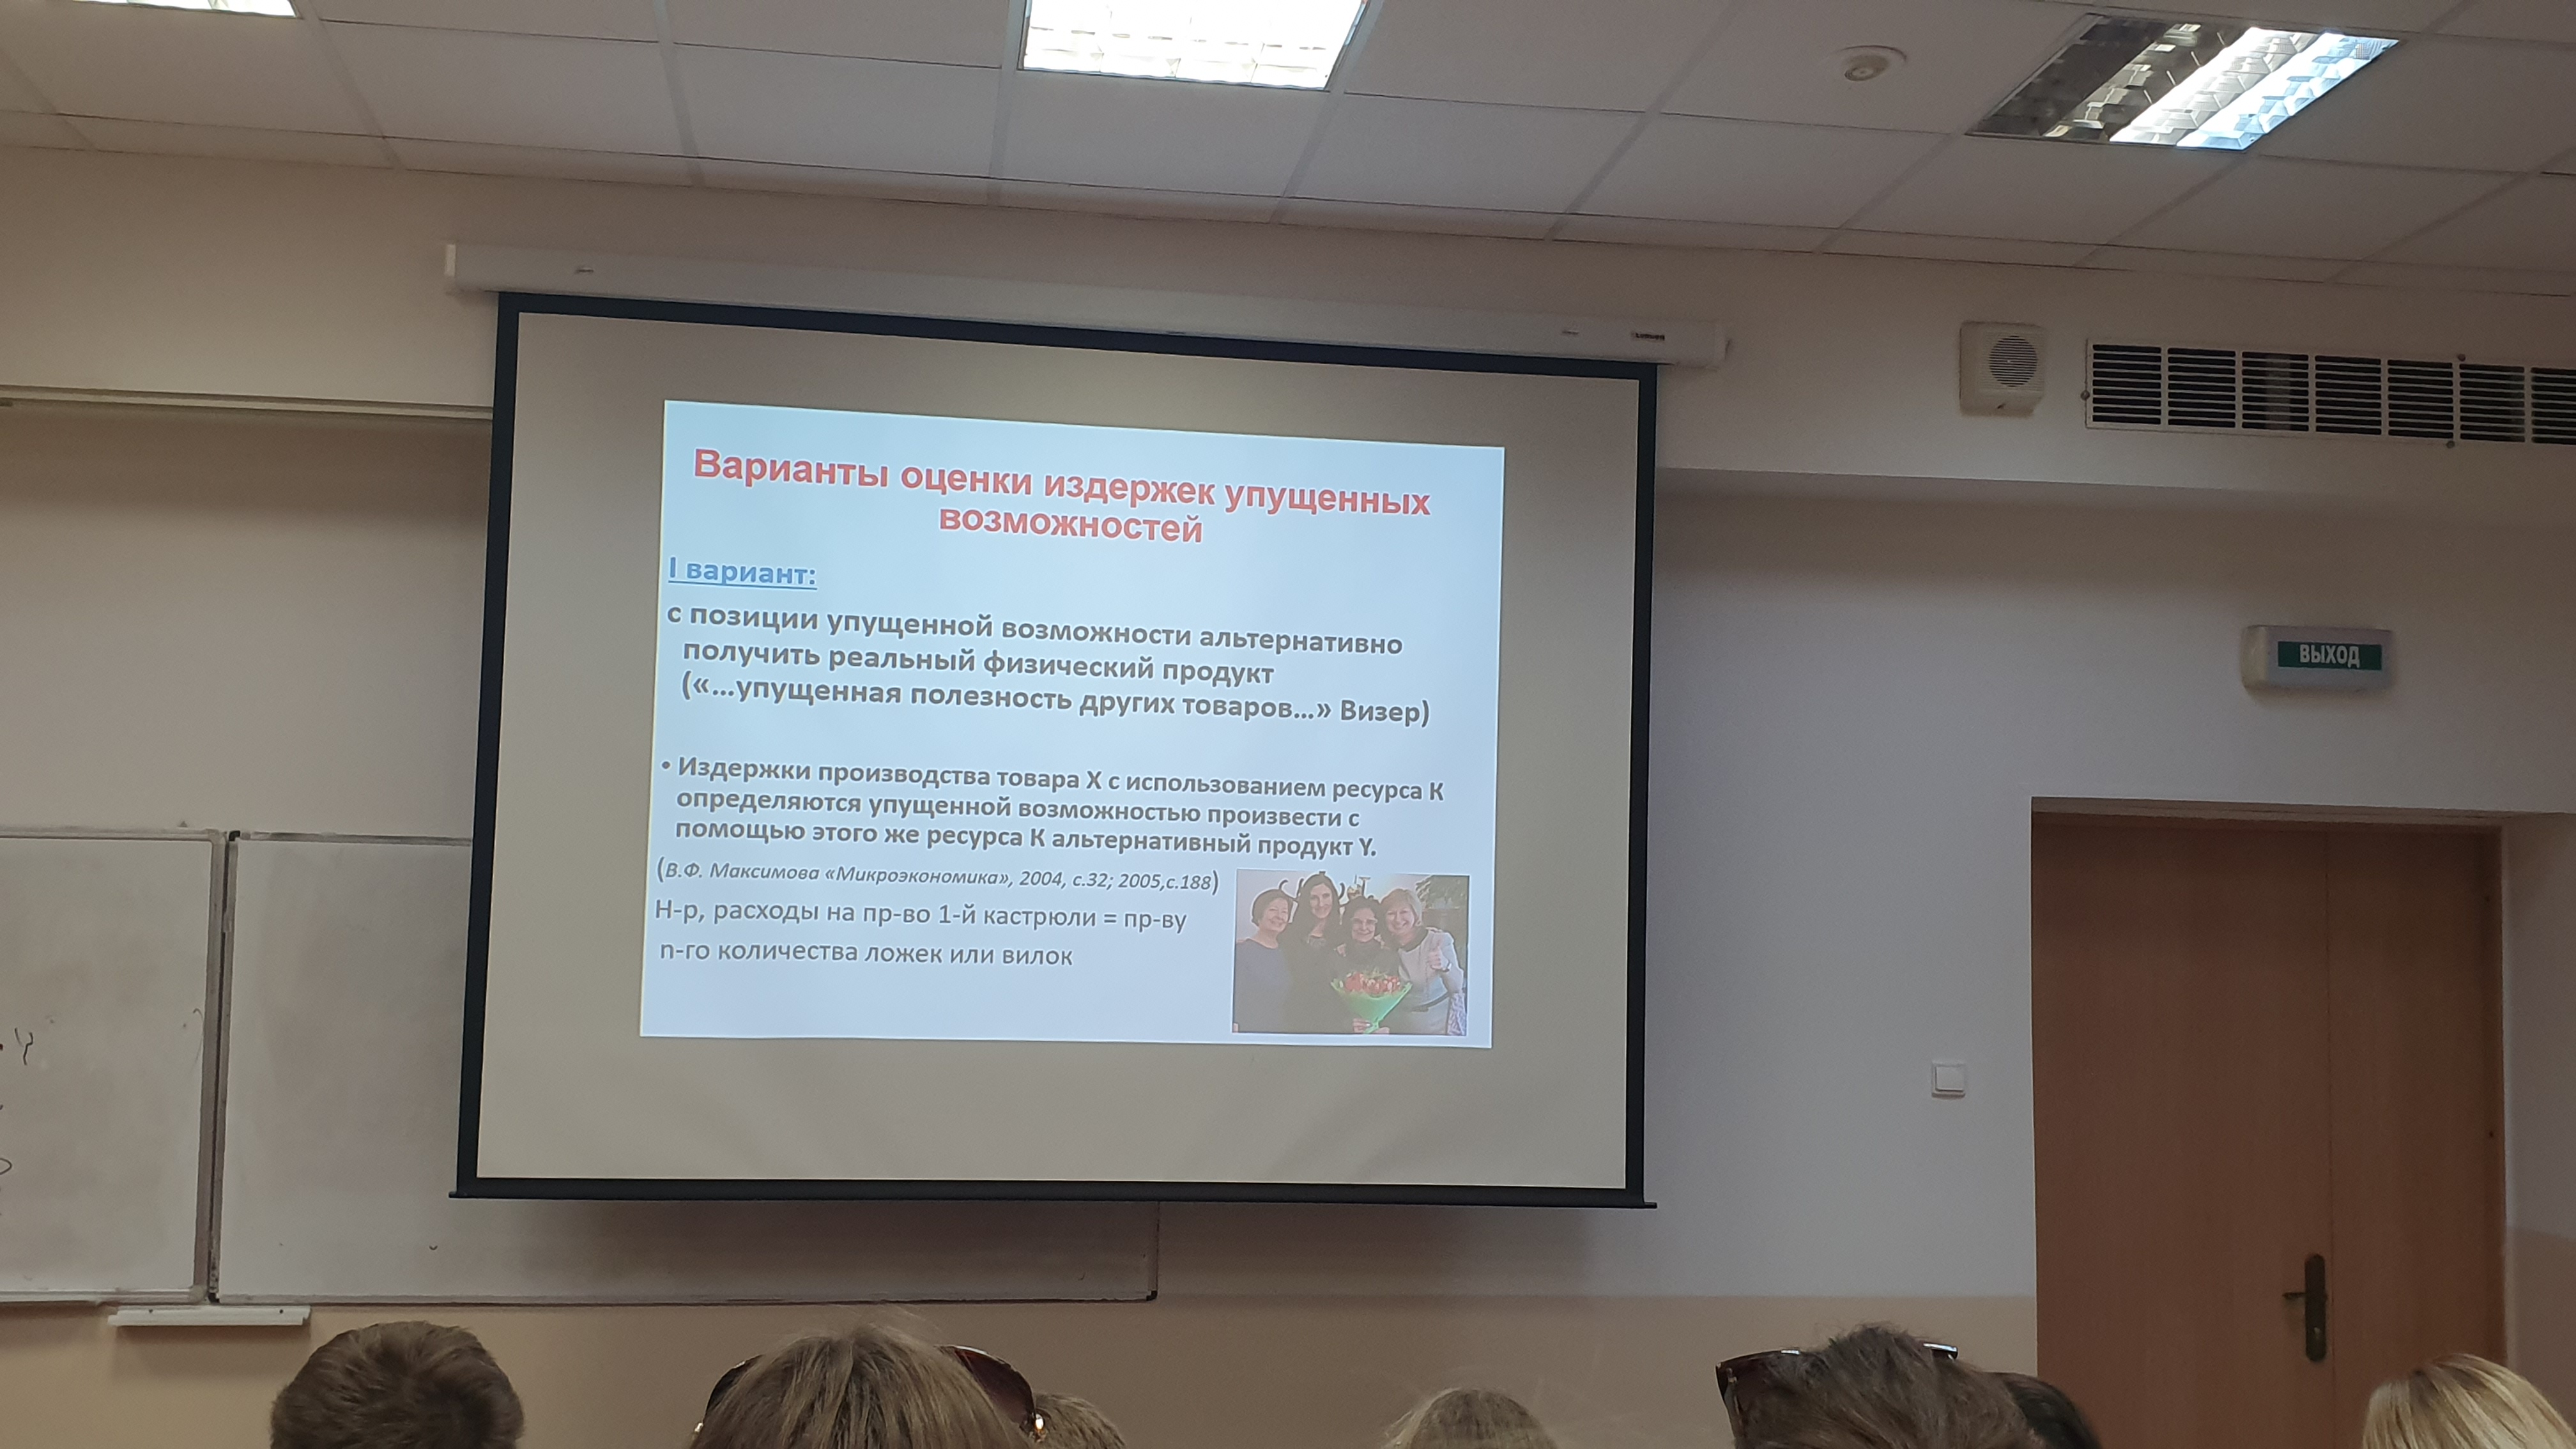 Варианты оценки издержек упущенных
возможностей
I вариант:
с позиции упущенной возможности альтернативно
получить реальный физический продукт
(«...упущенная полезность других товаров...» Визер)
• Издержки производства товара X с использованием ресурса К
определяются упущенной возможностью произвести с
помощью этого же ресурса К альтернативный продукт Y.
(В.Ф. Максимова «Микроэкономика», 2004, с.32; 2005,с.188)
Н-р, расходы на пр-во 1-й кастрюли = пр-ву
n-го количества ложек или вилок
ВЫХОД